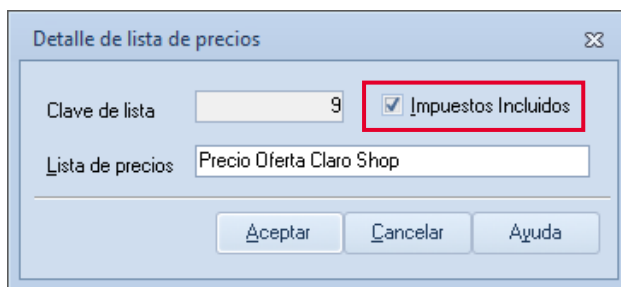 Detalle de lista de precios
Clave de lista 9 Impuestos Incluidos
Lista de precios Precio Oferta Claro Shop
Aceptar Cancelar Ayuda